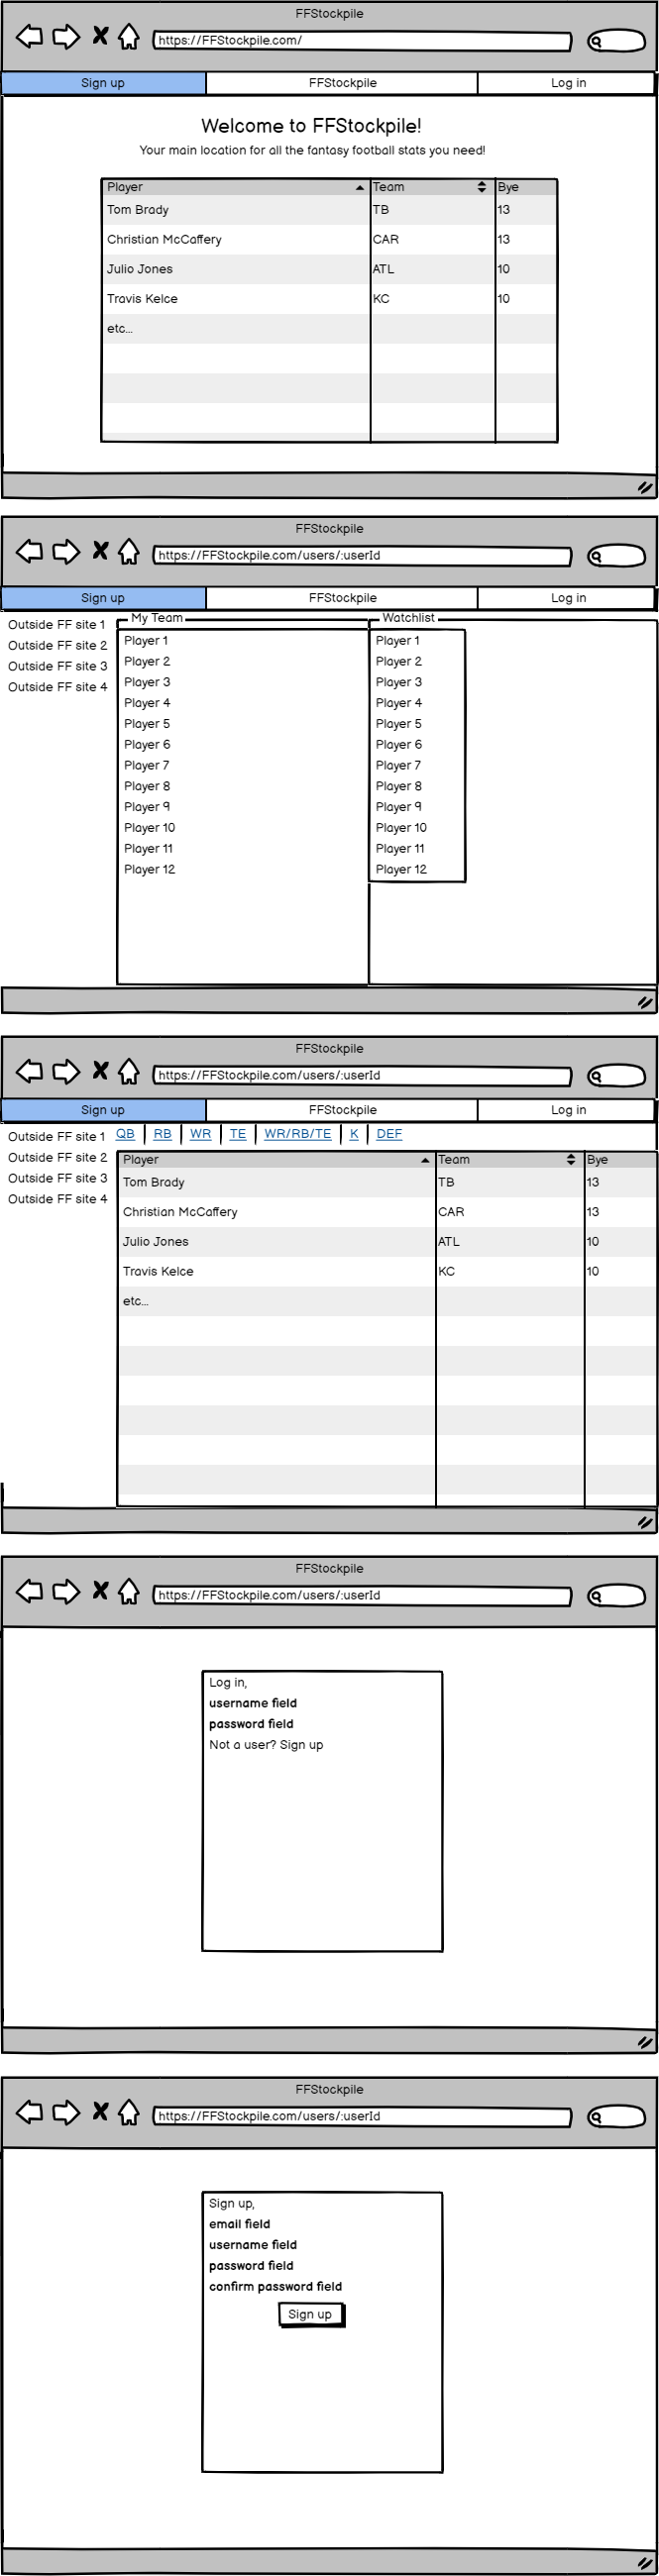 FFStockpile
https://FFStockpile.com/
Sign up FFStockpile Log in
Welcome to FFStockpile!
Your main location for all the fantasy football stats you need!
Player Team Bye
Tom Brady TB 13
Christian McCaffery CAR 13
Julio Jones ATL 10
Travis Kelce KC 10
etc...
FFStockpile
https://FFStockpile.com/users/:userId
Sign up FFStockpile Log in
Outside FF site 1
Outside FF site 2
Outside FF site 3
Outside FF site 4
My Team
Player 1
Player 2
Player 3
Player 4
Player 5
Player 6
Player 7
Player 8
Player 9
Player 10
Player 11
Player 12
Watchlist
Player 1
Player 2
Player 3
Player 4
Player 5
Player 6
Player 7
Player 8
Player 9
Player 10
Player 11
Player 12
FFStockpile
https://FFStockpile.com/users/:userId
Sign up FFStockpile Log in
Outside FF site 1
Outside FF site 2
Outside FF site 3
Outside FF site 4
QB RB WR TE WR/RB/TE K DEF
Player Team Bye
Tom Brady TB 13
Christian McCaffery CAR 13
Julio Jones ATL 10
Travis Kelce KC 10
etc...
FFStockpile
https://FFStockpile.com/users/:userId
Log in,
username field
password field
Not a user? Sign up
FFStockpile
https://FFStockpile.com/users/:userId
Sign up,
email field
username field
password field
confirm password field
Sign up